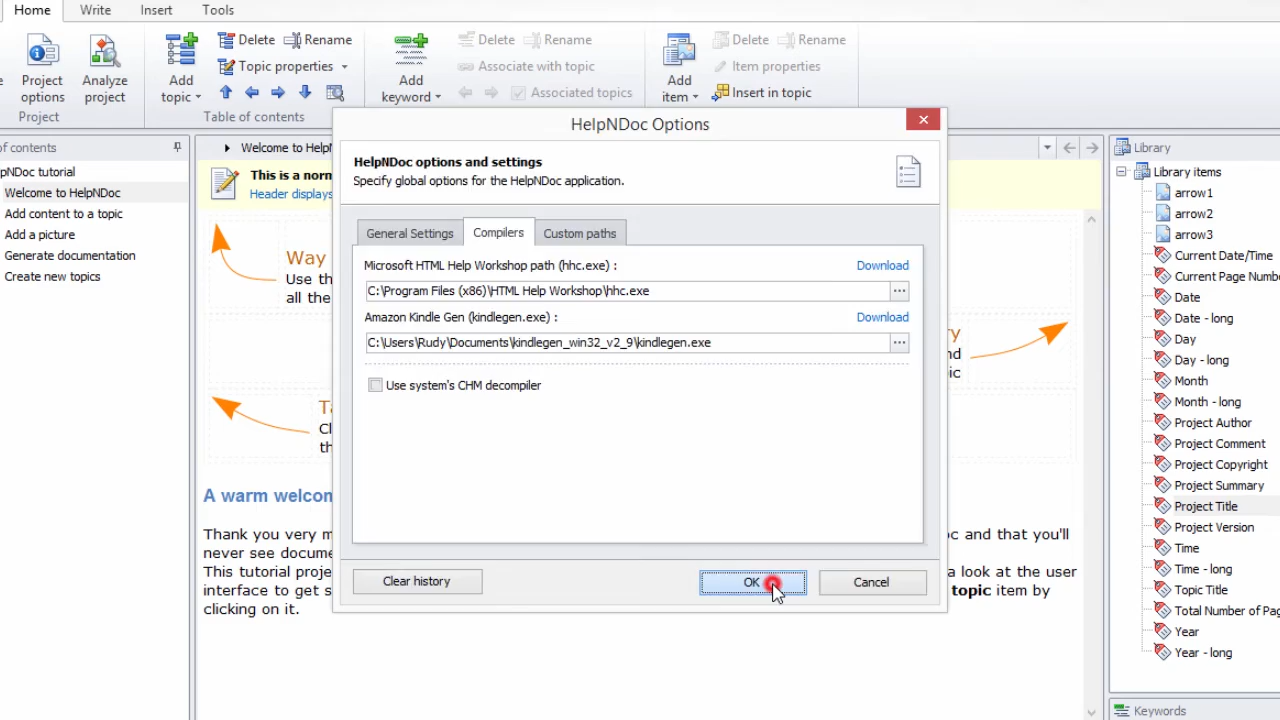 Home Write Insert Tools
Project options
Analyze project
Add topic
Delete Rename
Topic properties
Add keyword
Delete Rename
Associate with topic
Associated topics
Add item
Delete Rename
Item properties
Insert in topic
Project
Table of contents
HelpNDoc Options
HelpNDoc options and settings
Specify global options for the HelpNDoc application.
General Settings Compilers Custom paths
Microsoft HTML Help Workshop path (hhc.exe) : Download
C:\Program Files (x86)\HTML Help Workshop\hhc.exe ...
Amazon Kindle Gen (kindlegen.exe) : Download
C:\Users\Rudy\Documents\kindlegen_win32_v2_9\kindlegen.exe ...
Use system's CHM decompiler
Clear history OK Cancel
of contents
pNDoc tutorial
Welcome to HelpNDoc
Add content to a topic
Add a picture
Generate documentation
Create new topics
Welcome to Help
This is a norm
Header displays
Way
Use th
all the
ry
nd
ic
Cl
th
A warm welcon
Thank you very m oc and that you'll
never see docume
This tutorial proje a look at the user
interface to get s topic item by
clicking on it.
Library
Library items
arrow1
arrow2
arrow3
Current Date/Time
Current Page Numb
Date
Date - long
Day
Day - long
Month
Month - long
Project Author
Project Comment
Project Copyright
Project Summary
Project Title
Project Version
Time
Time - long
Topic Title
Total Number of Pag
Year
Year - long
Keywords